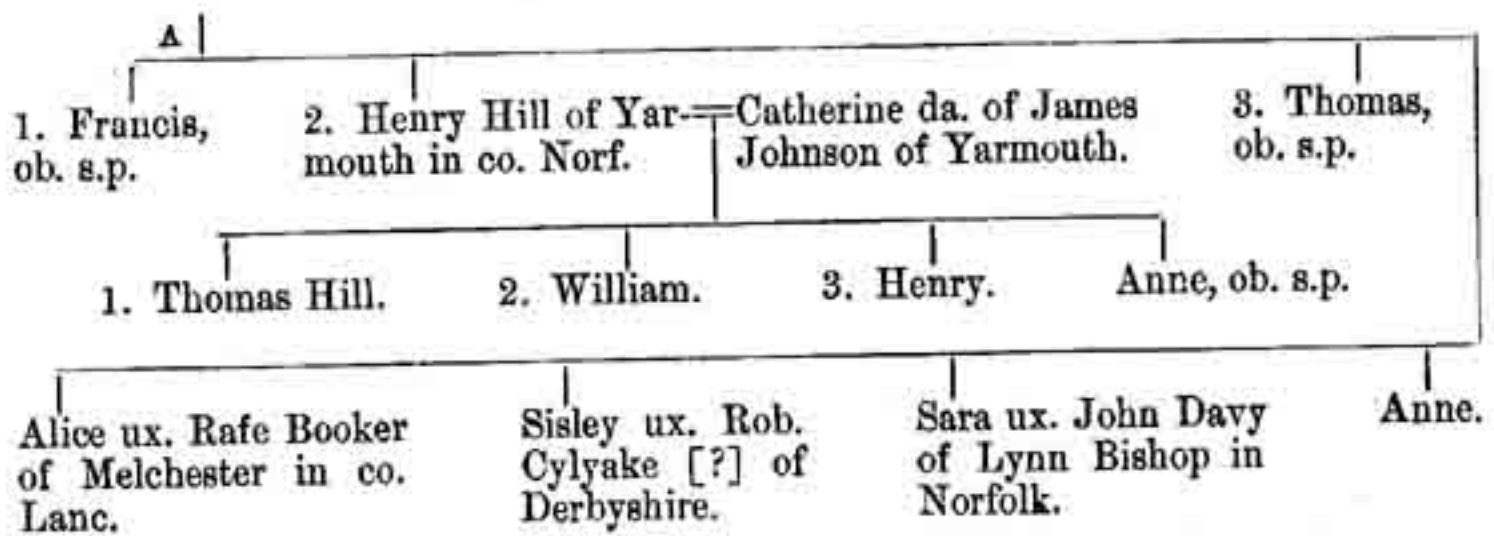 A
1. Francis,
ob. s.p.
2. Henry Hill of Yar-
mouth in co. Norf.
Catherine da. of James
Johnson of Yarmouth.
3. Thomas,
ob. s.p.
1. Thomas Hill.
2. William.
3. Henry.
Anne, ob. s.p.
Alice ux. Rafe Booker
of Melchester in co.
Lanc.
Sisley ux. Rob.
Cylyake [?] of
Derbyshire.
Sara ux. John Davy
of Lynn Bishop in
Norfolk.
Anne.